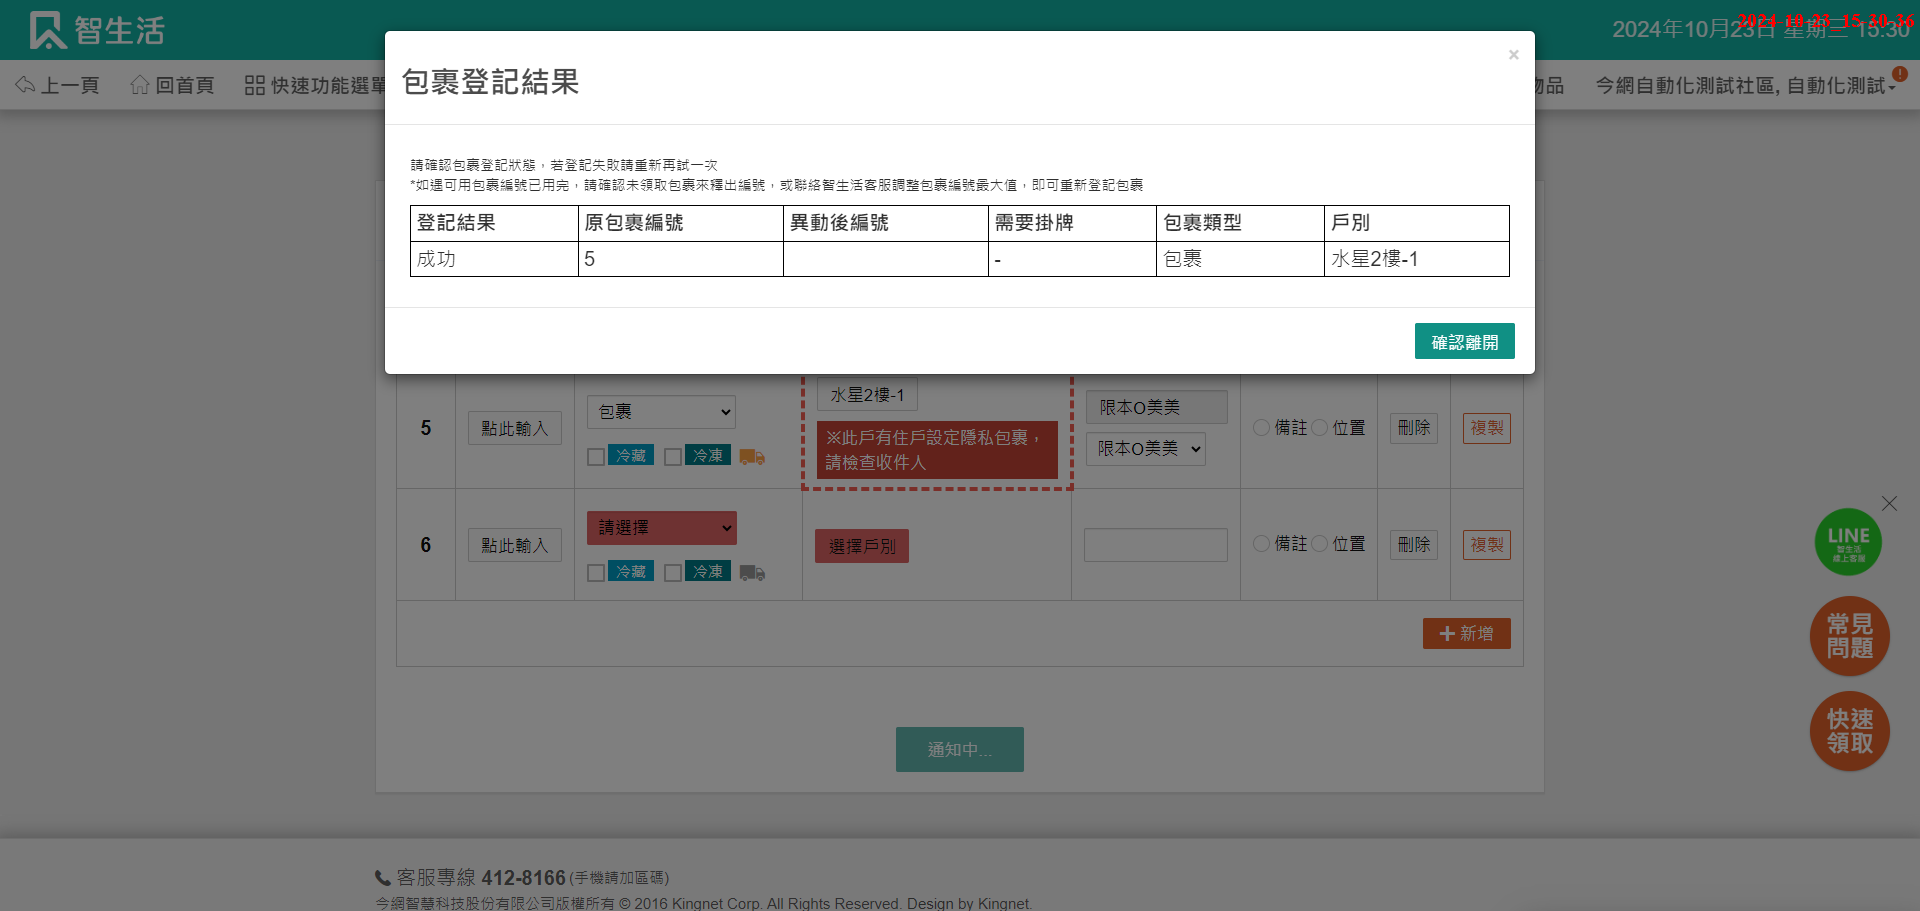 智生活
2024年10月23日 星期三 15:30
2024-10-23_15-30-36
上一頁
回首頁
快速功能選單
物品
今網自動化測試社區, 自動化測試
包裹登記結果
×
請確認包裹登記狀態，若登記失敗請重新再試一次
*如遇可用包裹編號已用完，請確認未領取包裹來釋出編號，或聯絡智生活客服調整包裹編號最大值，即可重新登記包裹
登記結果 原包裹編號 異動後編號 需要掛牌 包裹類型 戶別
成功 5 - 包裹 水星2樓-1
確認離開
水星2樓-1
5 點此輸入 包裹
冷藏 冷凍
※此戶有住戶設定隱私包裹，
請檢查收件人
限本O美美
限本O美美
備註 位置 刪除 複製
6 點此輸入 請選擇
冷藏 冷凍
選擇戶別
備註 位置 刪除 複製
新增
通知中...
LINE
智生活
線上客服
常見
問題
快速
領取
客服專線 412-8166 (手機請加區碼)
今網智慧科技股份有限公司版權所有 © 2016 Kingnet Corp. All Rights Reserved. Design by Kingnet.